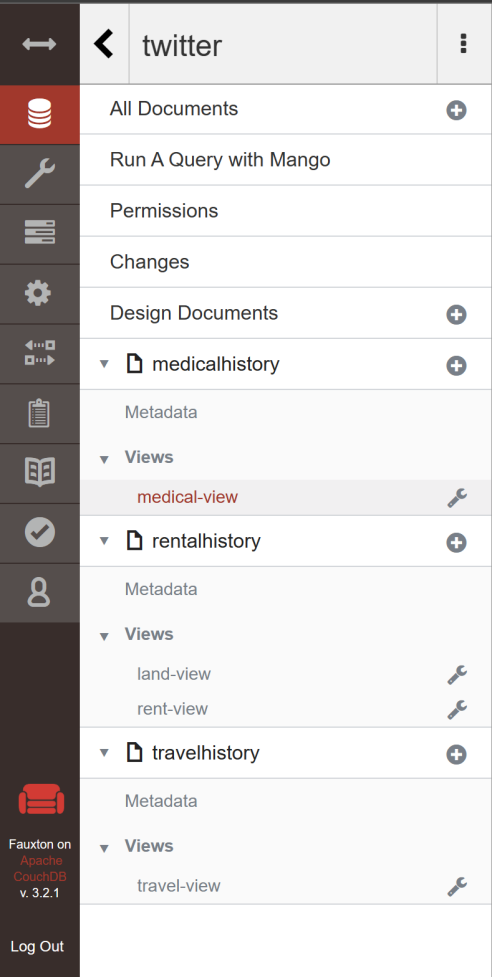 twitter
All Documents
Run A Query with Mango
Permissions
Changes
Design Documents
medicalhistory
Metadata
Views
medical-view
rentalhistory
Metadata
Views
land-view
rent-view
travelhistory
Metadata
Views
travel-view
Fauxton on
Apache
CouchDB
v. 3.2.1
Log Out